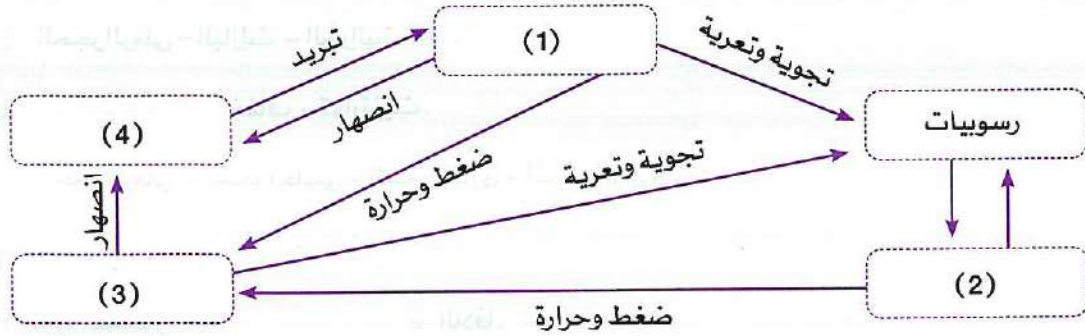 (1)
تبريد
تجوية وتعرية
انصهار
(4)
رسوبيات
ضغط وحرارة
تجوية وتعرية
انصهار
(3)
(2)
ضغط وحرارة